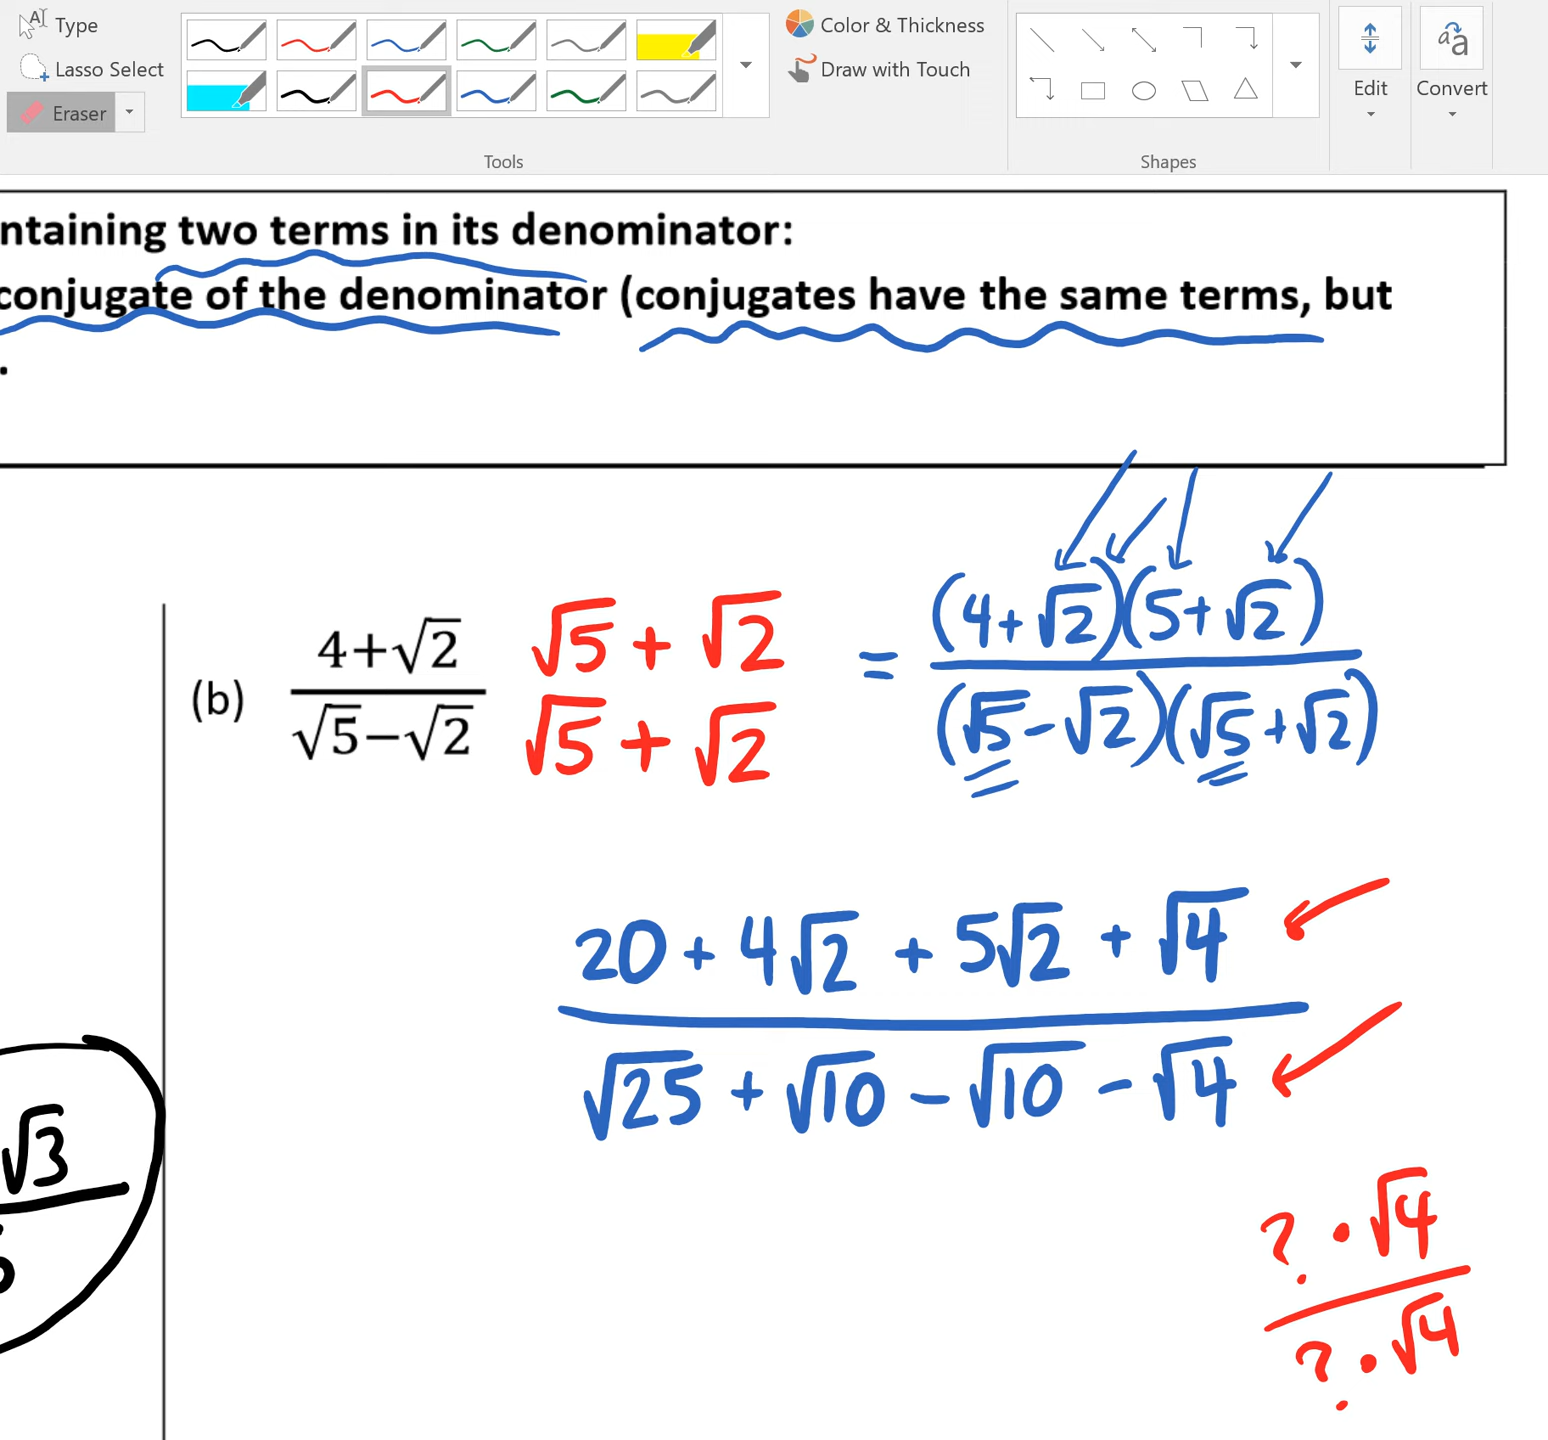 Type
Lasso Select
Eraser
Color & Thickness
Draw with Touch
Edit
Convert
Tools
Shapes
ntaining two terms in its denominator:
conjugate of the denominator (conjugates have the same terms, but
.
(b) (4+√2)/(√5−√2) (√5 + √2)/(√5 + √2) = ((4+√2)(5+√2))/((√5-√2)(√5+√2))
(20 + 4√2 + 5√2 + √4)/(√25 + √10 - √10 - √4)
√3
(? · √4)/(? · √4)